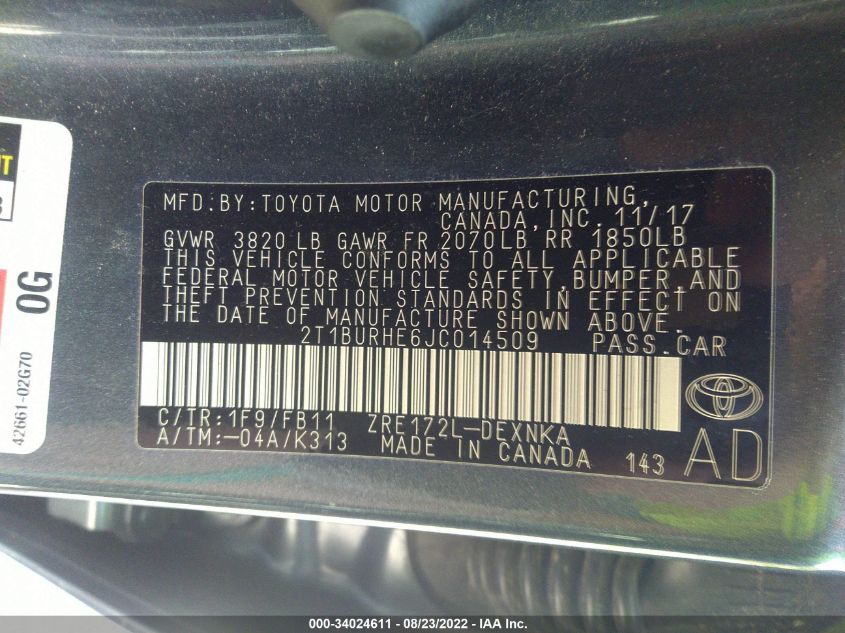 MFD.BY:TOYOTA MOTOR MANUFACTURING,
CANADA,INC. 11/17
GVWR 3820 LB GAWR FR 2070LB RR 1850LB
THIS VEHICLE CONFORMS TO ALL APPLICABLE
FEDERAL MOTOR VEHICLE SAFETY,BUMPER,AND
THEFT PREVENTION STANDARDS IN EFFECT ON
THE DATE OF MANUFACTURE SHOWN ABOVE.
2T1BURHE6JC014509 PASS.CAR
C/TR:1F9/FB11 ZRE172L-DEXNKA
A/TM:-04A/K313 MADE IN CANADA 143
AD
0G
42661-02G70
000-34024611 - 08/23/2022 - IAA Inc.